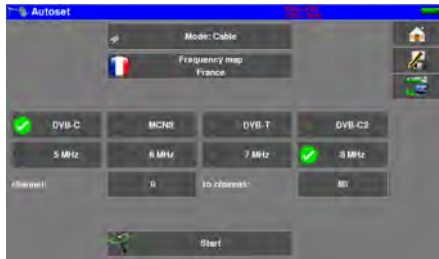 Autoset
Mode: Cable
Frequency map
France
DVB-C MCNS DVB-T DVB-C2
5 MHz 6 MHz 7 MHz 8 MHz
channel: 0 to channel: 80
Start